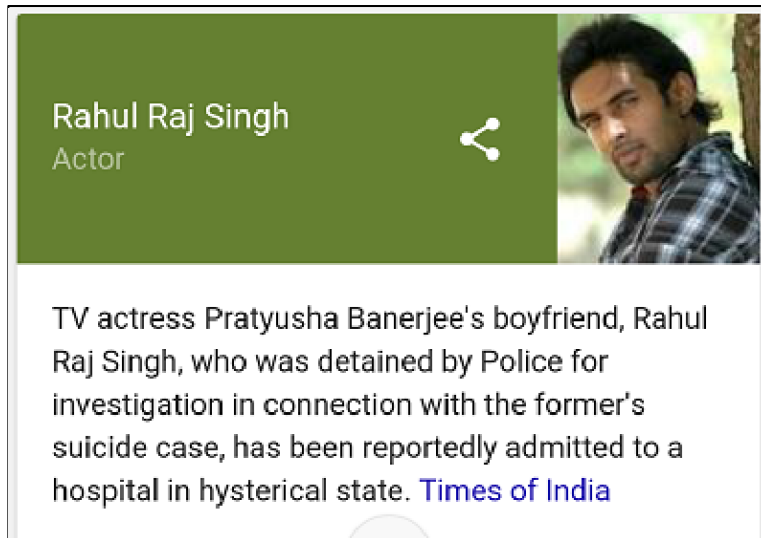 Rahul Raj Singh
Actor
TV actress Pratyusha Banerjee's boyfriend, Rahul
Raj Singh, who was detained by Police for
investigation in connection with the former's
suicide case, has been reportedly admitted to a
hospital in hysterical state. Times of India